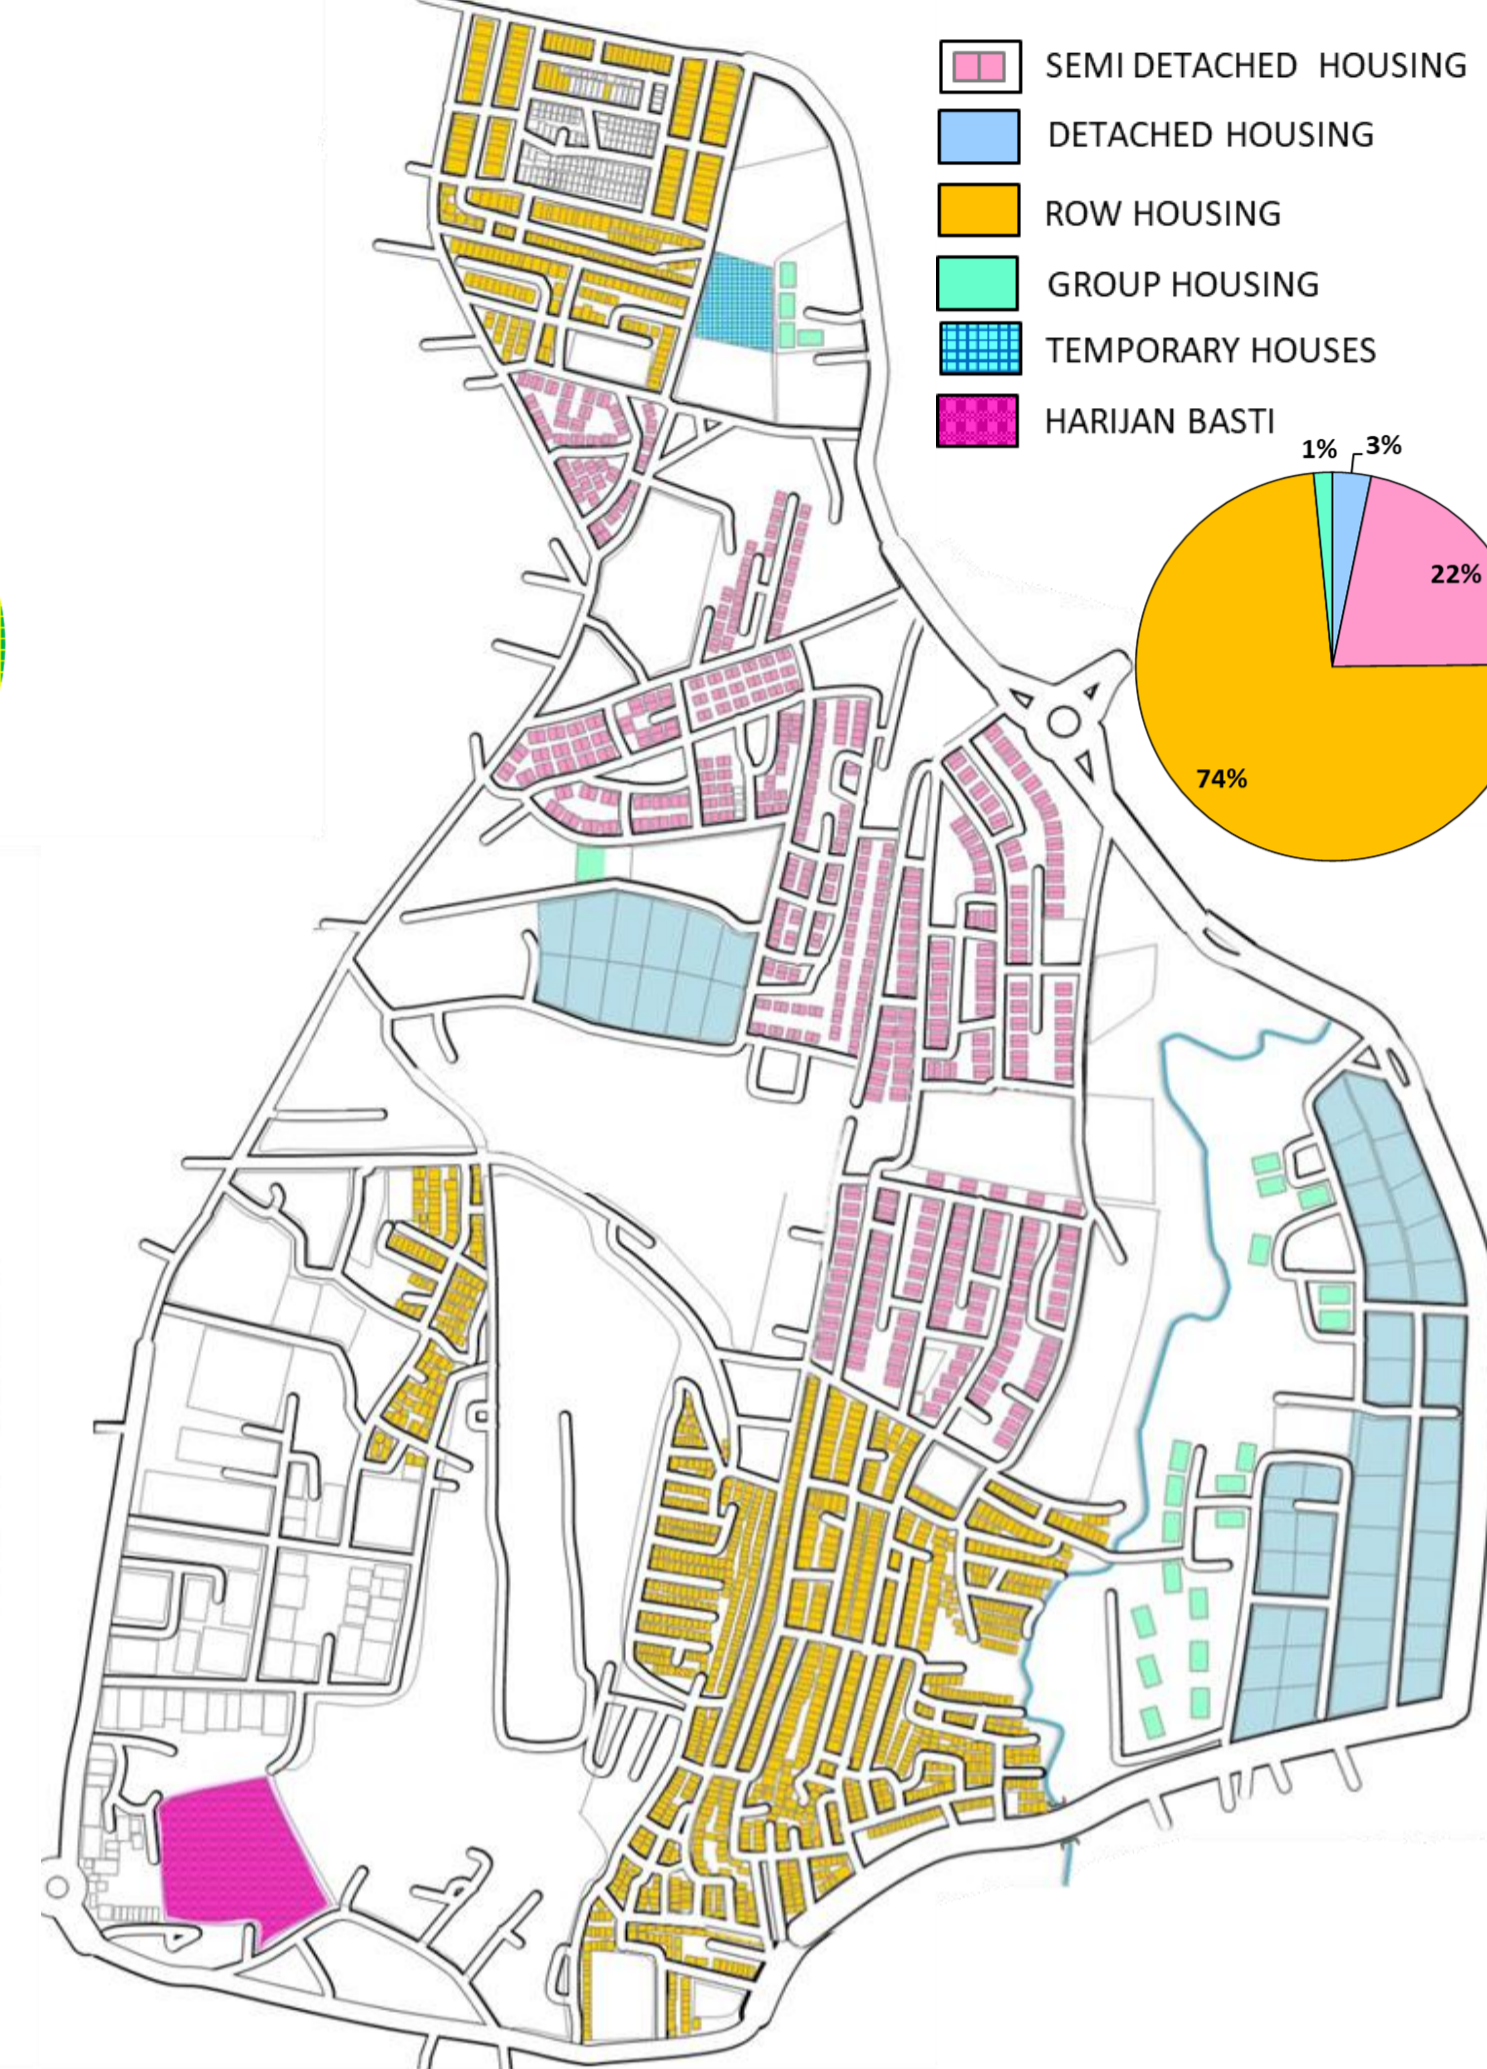 SEMI DETACHED HOUSING
DETACHED HOUSING
ROW HOUSING
GROUP HOUSING
TEMPORARY HOUSES
HARIJAN BASTI
1% 3%
22%
74%